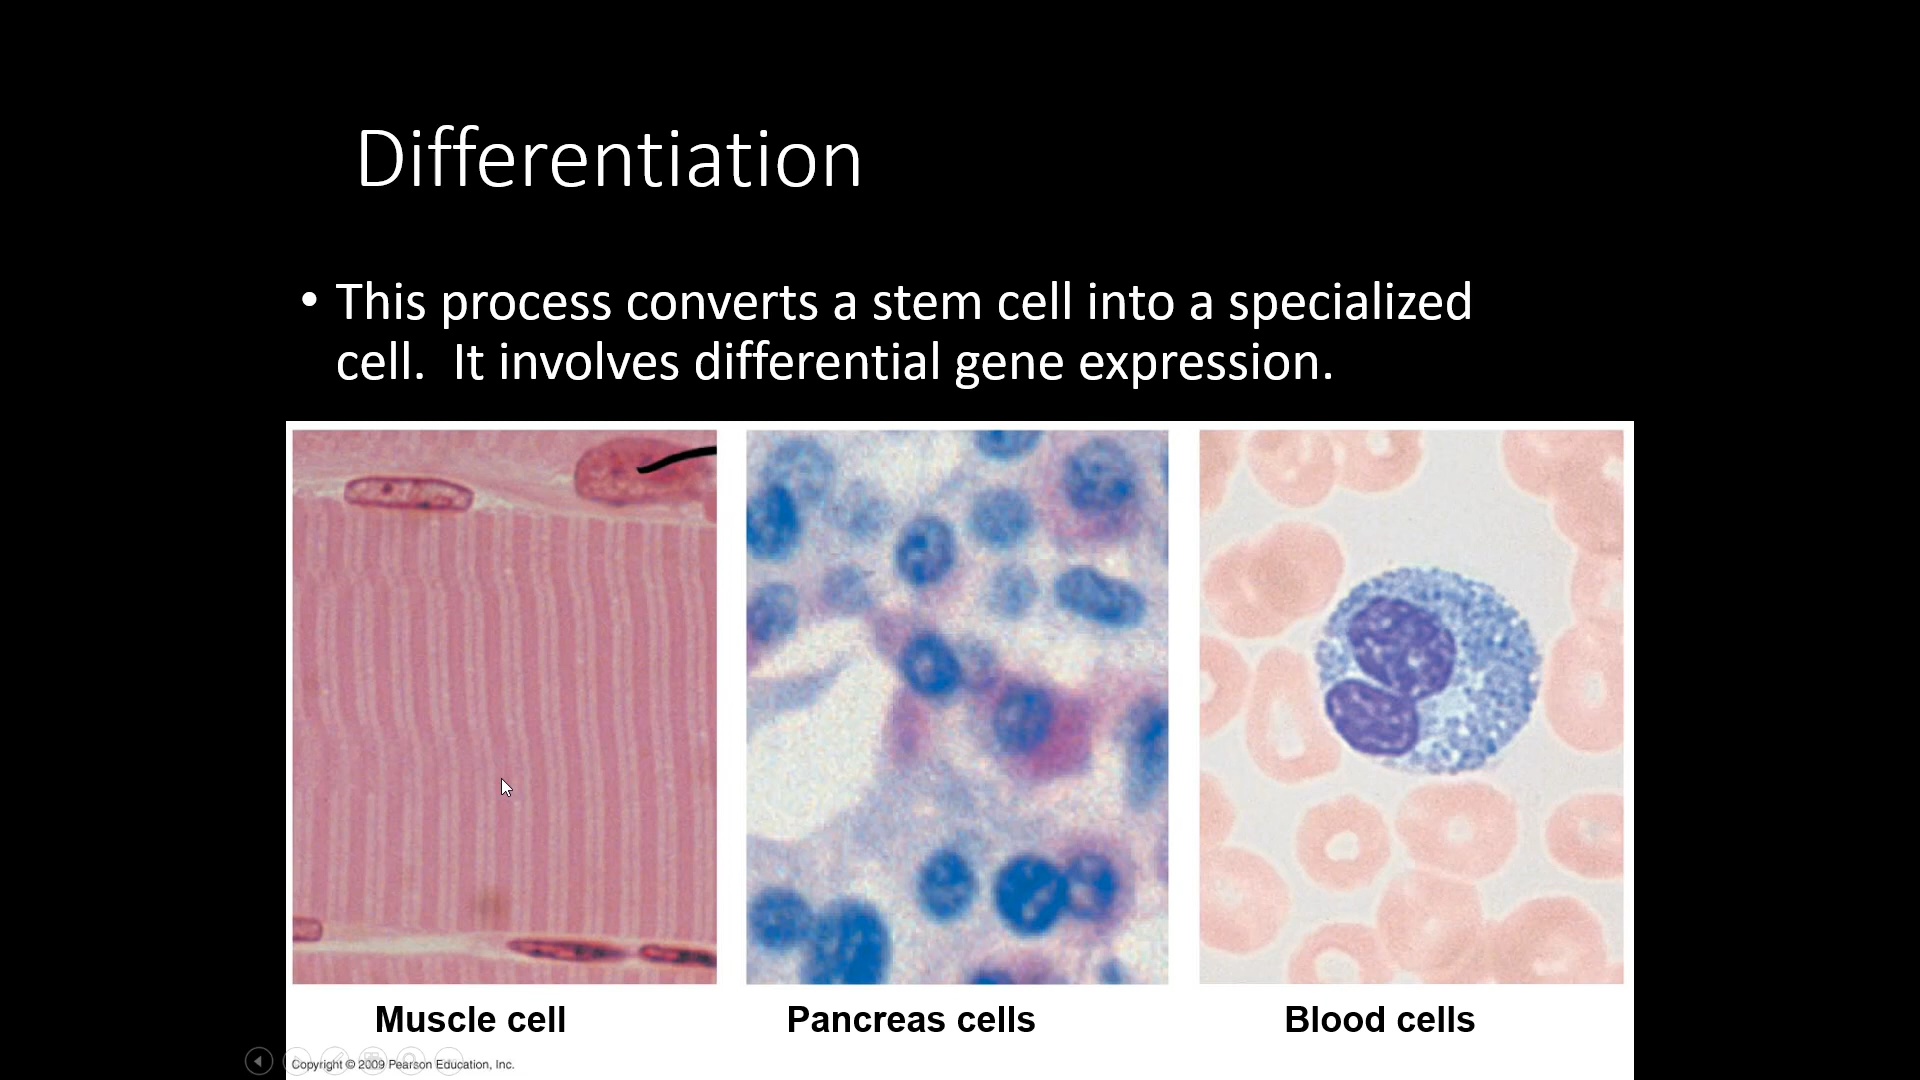 Differentiation
• This process converts a stem cell into a specialized
cell.  It involves differential gene expression.
Muscle cell
Pancreas cells
Blood cells
Copyright © 2009 Pearson Education, Inc.